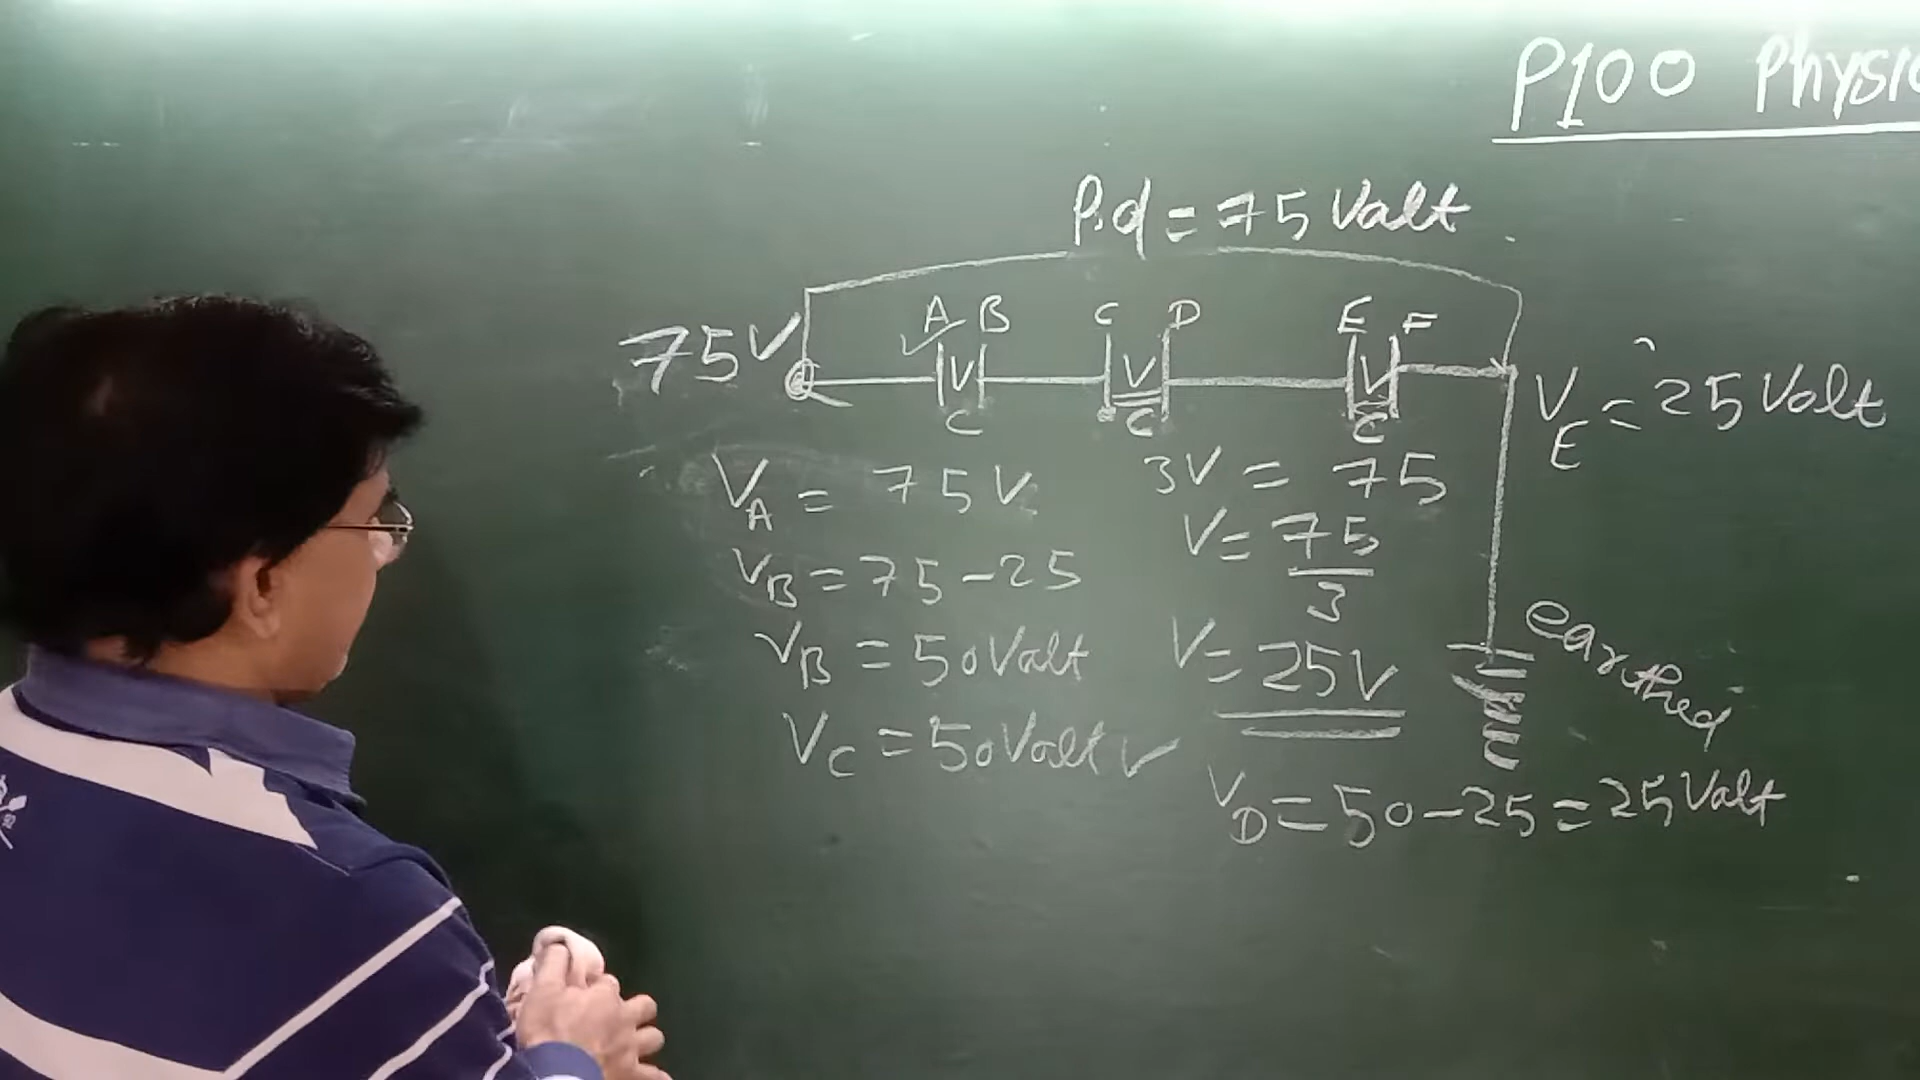 P100 Physic
P.d = 75 Volt
A B C D E F
75V
V V V
C C C
V_E = 25 Volt
V_A = 75V
3V = 75
V_B = 75-25
V = 75/3
V_B = 50 Volt
V = 25V
earthed
V_C = 50 Volt
V_D = 50-25 = 25 Volt